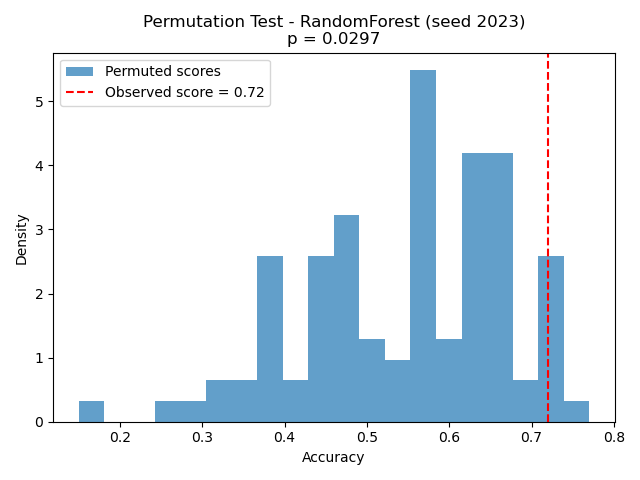 Permutation Test - RandomForest (seed 2023)
p = 0.0297
Permuted scores
Observed score = 0.72
Density
5
4
3
2
1
0
0.2 0.3 0.4 0.5 0.6 0.7 0.8
Accuracy